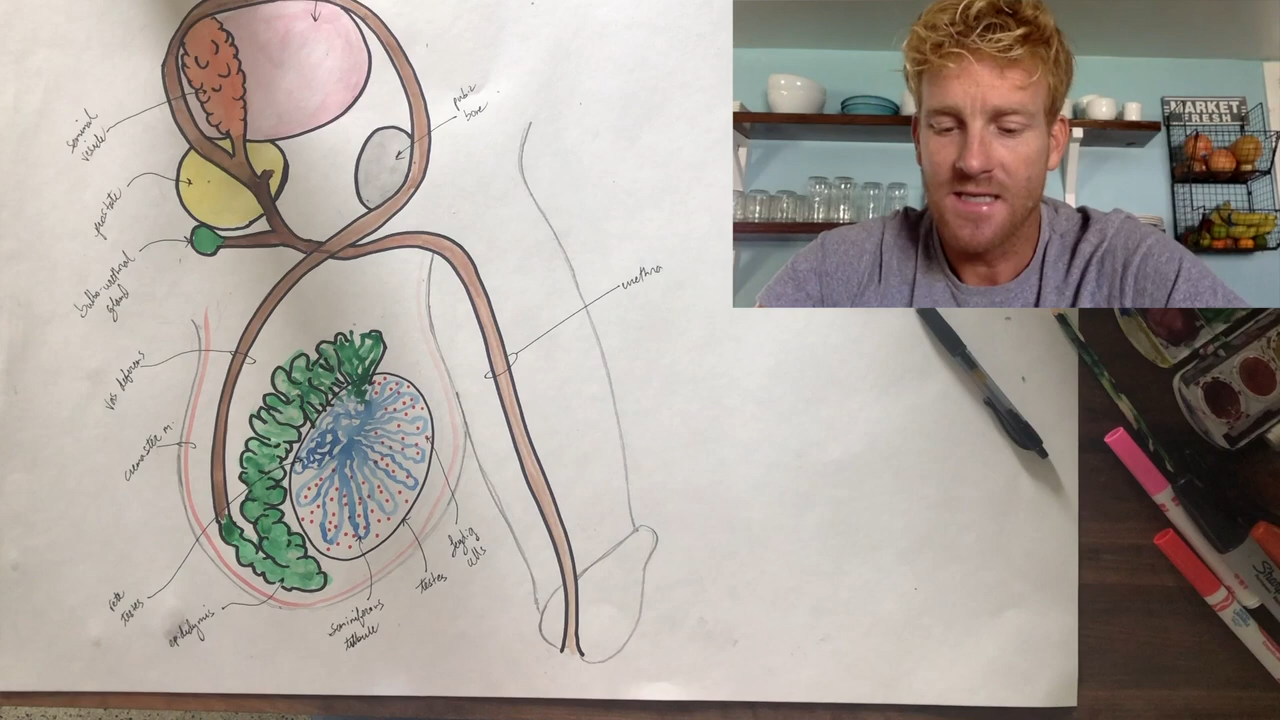 seminal
vesicle
prostate
bulbo-urethral
gland
vas deferens
cremaster m.
rete
testes
epididymis
seminiferous
tubule
testes
leydig
cells
urethra
pubic
bone
MARKET
FRESH
Sharpie